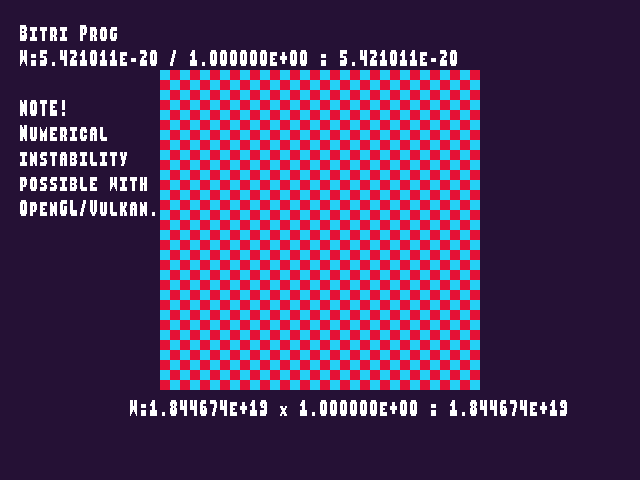 Bitri Prog
W:5.421011E-20 / 1.000000E+00 : 5.421011E-20
NOTE!
Numerical
instability
possible with
OpenGL/Vulkan.
W:1.844674E+19 x 1.000000E+00 : 1.844674E+19